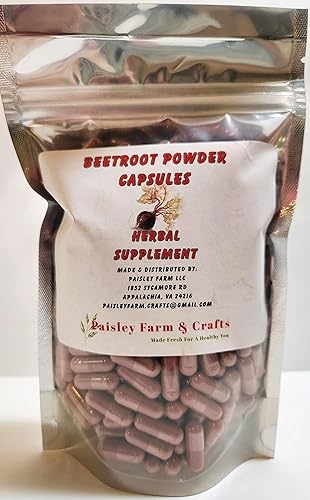 BEETROOT POWDER
CAPSULES
HERBAL
SUPPLEMENT
MADE & DISTRIBUTED BY:
PAISLEY FARM LLC
1852 SYCAMORE RD
APPALACHIA, VA 24216
PAISLEYFARM.CRAFTS@GMAIL.COM
Paisley Farm & Crafts
Made Fresh For A Healthy You